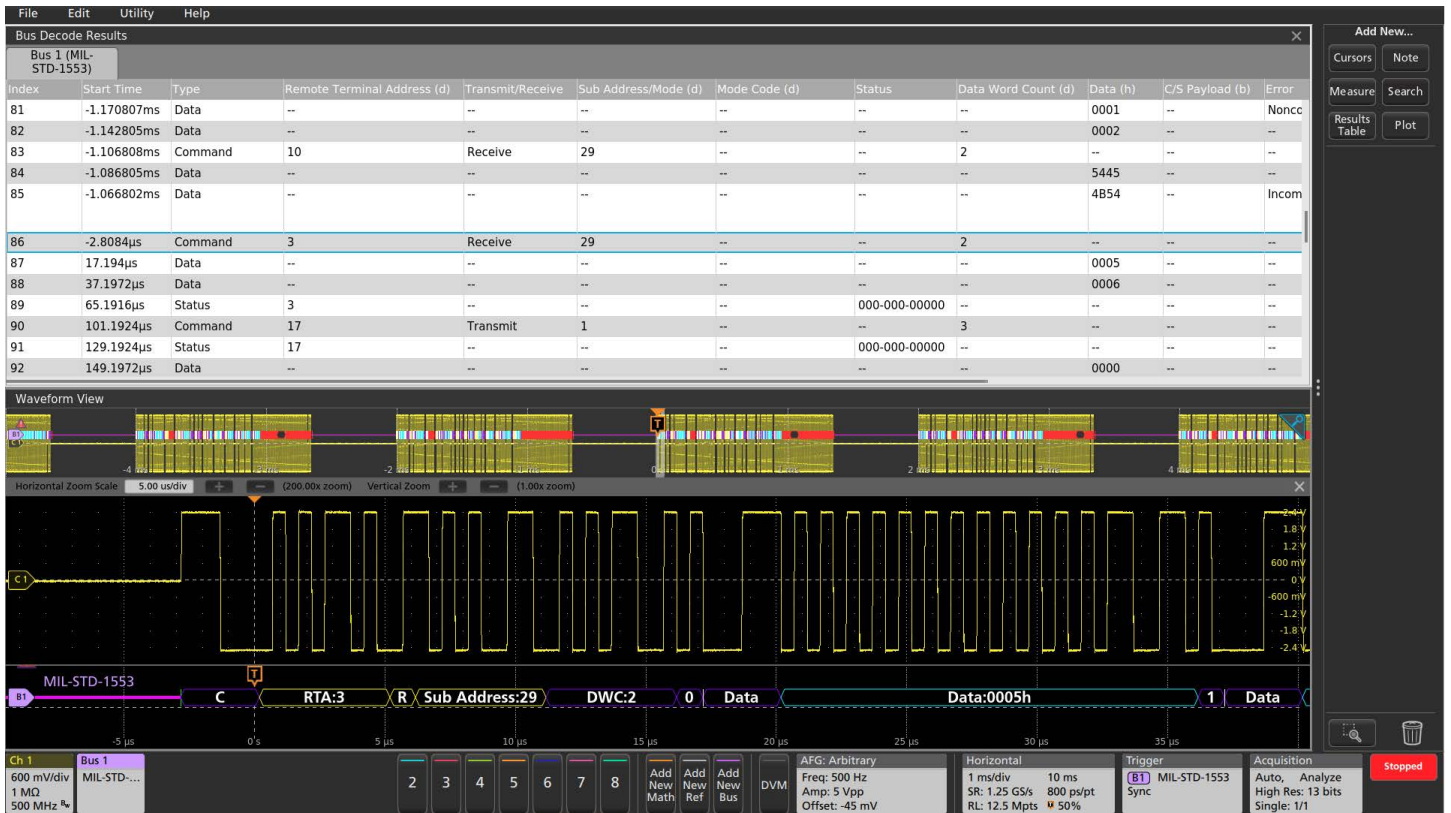 File Edit Utility Help
Bus Decode Results
Bus 1 (MIL-
STD-1553)
Index Start Time Type Remote Terminal Address (d) Transmit/Receive Sub Address/Mode (d) Mode Code (d) Status Data Word Count (d) Data (h) C/S Payload (b) Error
81 -1.170807ms Data -- -- -- -- -- -- 0001 -- Nonco
82 -1.142805ms Data -- -- -- -- -- -- 0002 -- --
83 -1.106808ms Command 10 Receive 29 -- -- 2 -- -- --
84 -1.086805ms Data -- -- -- -- -- -- 5445 -- --
85 -1.066802ms Data -- -- -- -- -- -- 4B54 -- Incom
86 -2.8084µs Command 3 Receive 29 -- -- 2 -- -- --
87 17.194µs Data -- -- -- -- -- -- 0005 -- --
88 37.1972µs Data -- -- -- -- -- -- 0006 -- --
89 65.1916µs Status 3 -- -- -- 000-000-00000 -- -- -- --
90 101.1924µs Command 17 Transmit 1 -- -- 3 -- -- --
91 129.1924µs Status 17 -- -- -- 000-000-00000 -- -- -- --
92 149.1972µs Data -- -- -- -- -- -- 0000 -- --
Add New...
Cursors Note
Measure Search
Results
Table
Plot
Waveform View
T
B1
C1
-4 ms -2 ms 2 ms 4 ms
Horizontal Zoom Scale 5.00 us/div (200.00x zoom) Vertical Zoom (1.00x zoom)
2.4 V
1.8 V
1.2 V
600 mV
C1 0 V
-600 mV
-1.2 V
-1.8 V
-2.4 V
T
MIL-STD-1553
B1 C RTA:3 R Sub Address:29 DWC:2 0 Data Data:0005h 1 Data
-5 µs 0 s 5 µs 10 µs 15 µs 20 µs 25 µs 30 µs 35 µs
Ch 1
600 mV/div
1 MΩ
500 MHz Bw
Bus 1
MIL-STD-...
2 3 4 5 6 7 8
Add
New
Math
Add
New
Ref
Add
New
Bus
DVM
AFG: Arbitrary
Freq: 500 Hz
Amp: 5 Vpp
Offset: -45 mV
Horizontal
1 ms/div 10 ms
SR: 1.25 GS/s 800 ps/pt
RL: 12.5 Mpts 50%
Trigger
B1 MIL-STD-1553
Sync
Acquisition
Auto, Analyze
High Res: 13 bits
Single: 1/1
Stopped